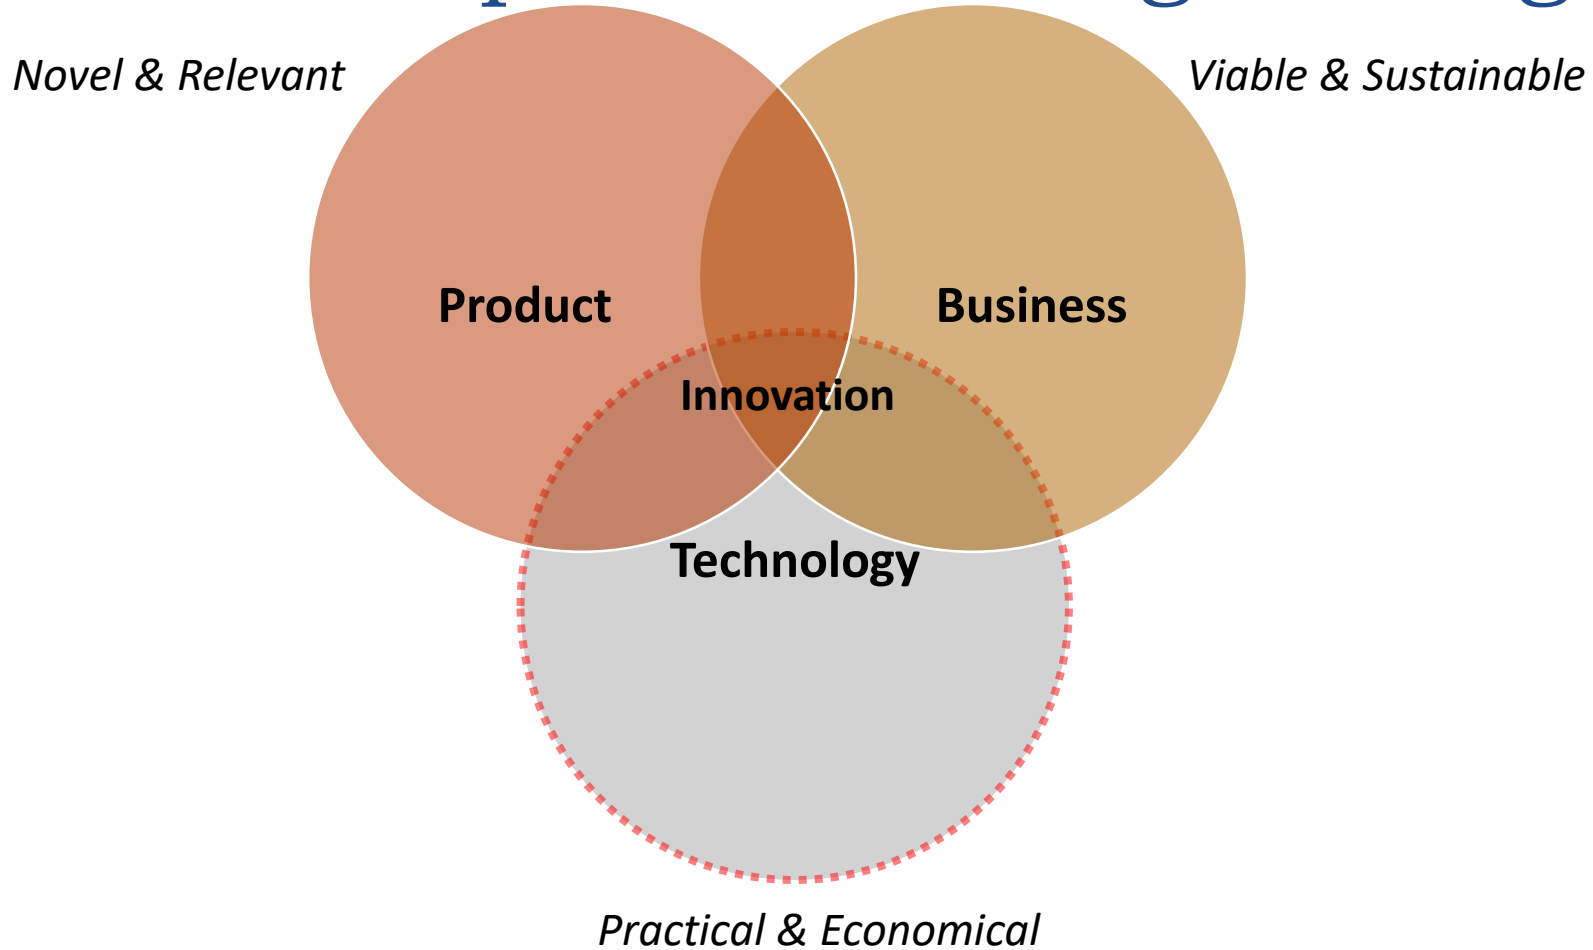 Novel & Relevant
Viable & Sustainable
Product
Business
Innovation
Technology
Practical & Economical